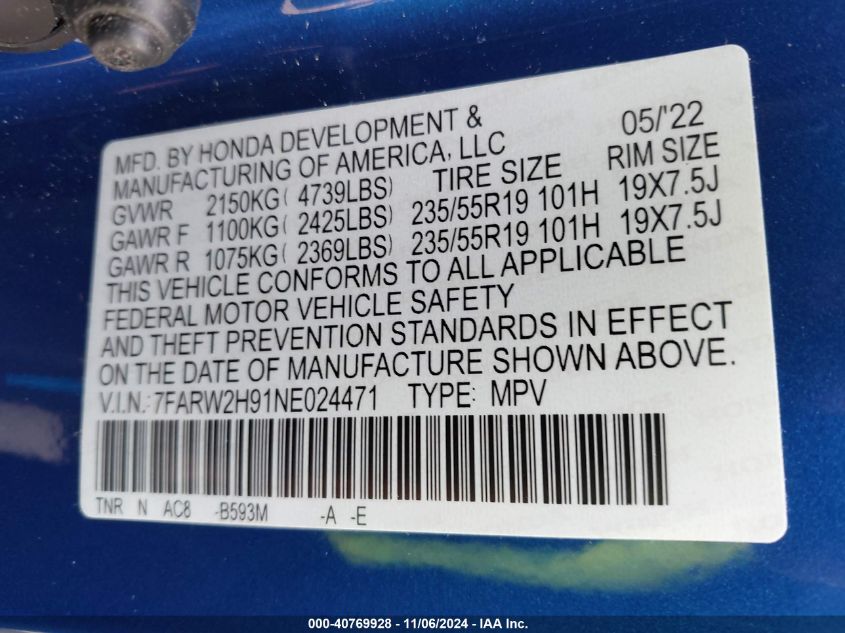 MFD. BY HONDA DEVELOPMENT & 05/'22
MANUFACTURING OF AMERICA, LLC
TIRE SIZE RIM SIZE
GVWR 2150KG( 4739LBS)
GAWR F 1100KG( 2425LBS) 235/55R19 101H 19X7.5J
GAWR R 1075KG( 2369LBS) 235/55R19 101H 19X7.5J
THIS VEHICLE CONFORMS TO ALL APPLICABLE
FEDERAL MOTOR VEHICLE SAFETY
AND THEFT PREVENTION STANDARDS IN EFFECT
ON THE DATE OF MANUFACTURE SHOWN ABOVE.
V.I.N.: 7FARW2H91NE024471 TYPE: MPV
TNR N AC8 -B593M -A -E
000-40769928 - 11/06/2024 - IAA Inc.